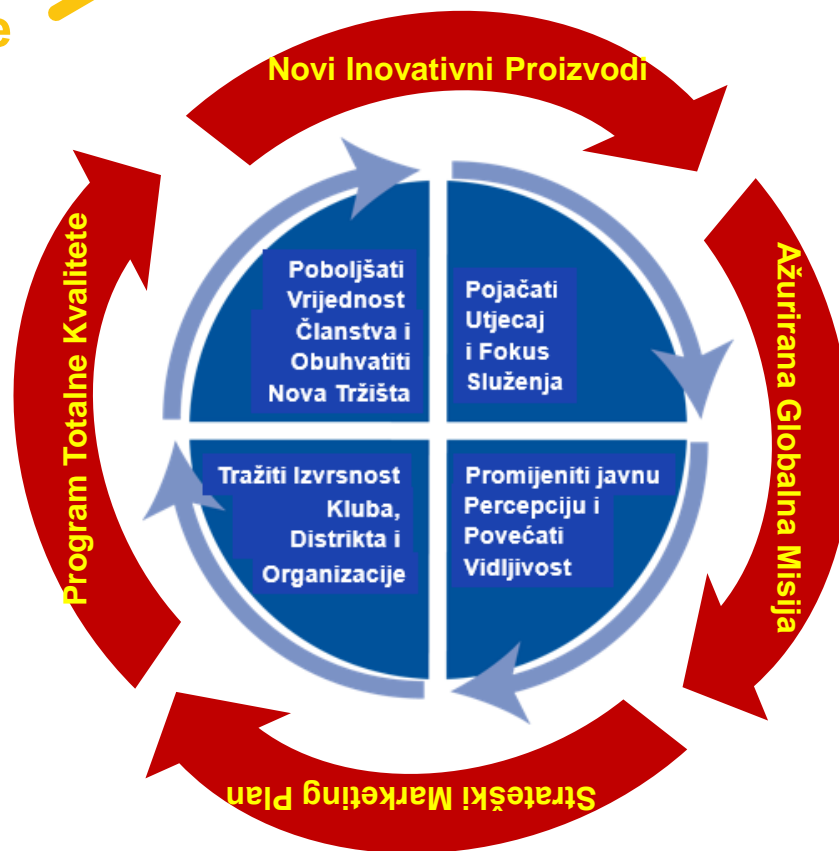 e
Novi Inovativni Proizvodi
Ažurirana Globalna Misija
Strateški Marketing Plan
Program Totalne Kvalitete
Poboljšati
Vrijednost
Članstva i
Obuhvatiti
Nova Tržišta
Pojačati
Utjecaj
i Fokus
Služenja
Tražiti Izvrsnost
Kluba,
Distrikta i
Organizacije
Promijeniti javnu
Percepciju i
Povećati
Vidljivost